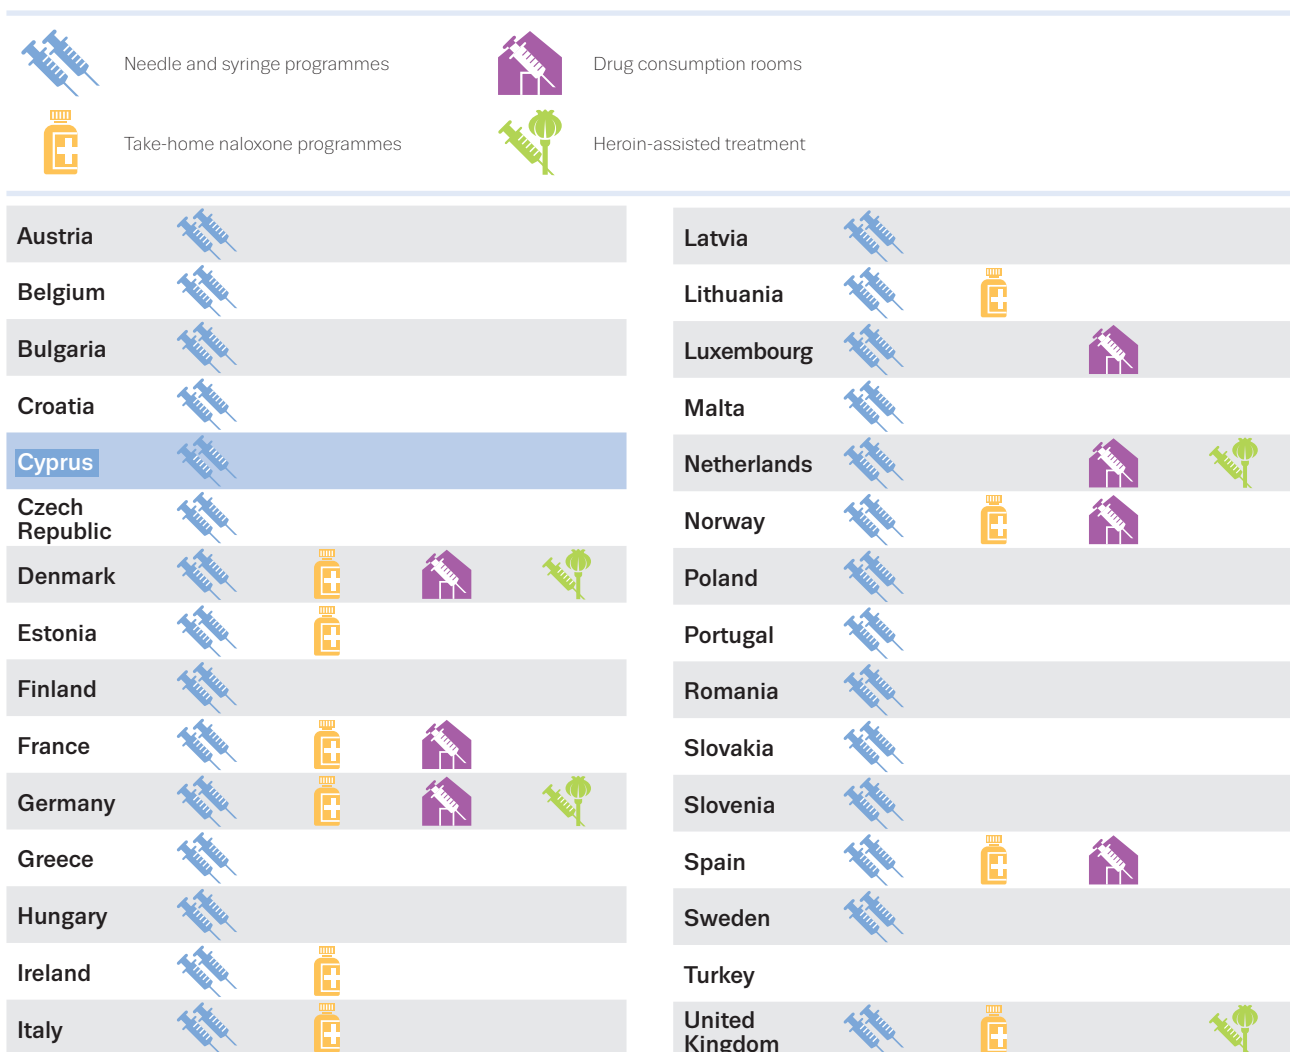 Needle and syringe programmes
Drug consumption rooms
Take-home naloxone programmes
Heroin-assisted treatment
Austria
Belgium
Bulgaria
Croatia
Cyprus
Czech
Republic
Denmark
Estonia
Finland
France
Germany
Greece
Hungary
Ireland
Italy
Latvia
Lithuania
Luxembourg
Malta
Netherlands
Norway
Poland
Portugal
Romania
Slovakia
Slovenia
Spain
Sweden
Turkey
United
Kingdom